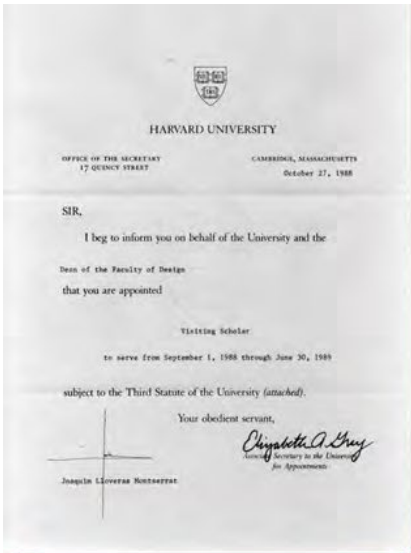 HARVARD UNIVERSITY
OFFICE OF THE SECRETARY
17 QUINCY STREET
CAMBRIDGE, MASSACHUSETTS
October 27, 1988
SIR,
I beg to inform you on behalf of the University and the
Dean of the Faculty of Design
that you are appointed
Visiting Scholar
to serve from September 1, 1988 through June 30, 1989
subject to the Third Statute of the University (attached).
Your obedient servant,
Elizabeth A. Gray
Associate Secretary to the University
for Appointments
Joaquim Lloveras Montserrat